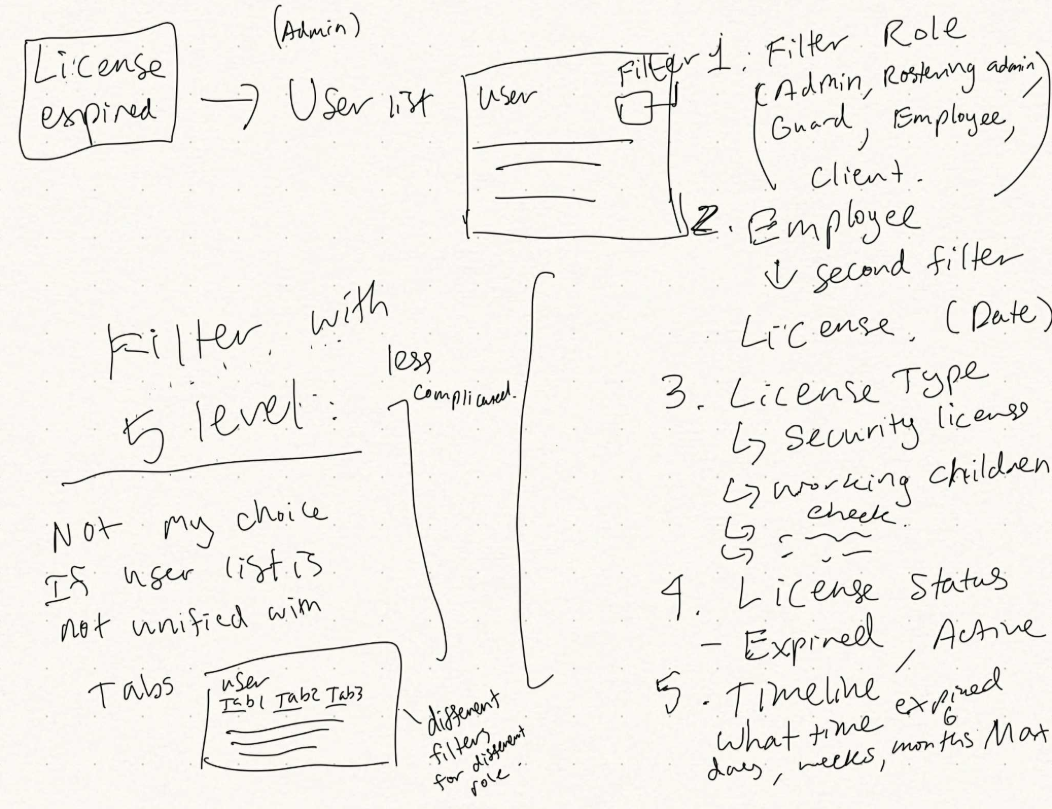 License
expired
(Admin)
User list
user
Filter
1. Filter Role
(Admin, Rostering admin,
Guard, Employee,
Client.)
2. Employee
↓ second filter
License. (Date)
3. License Type
↳ Security license
↳ working children
check.
4. License Status
- Expired, Active
5. Timeline
What time expired
days, weeks, months 6 Max
Filter with
5 level:
less
complicated.
Not my choice
If user list is
not unified with
Tabs
user
Tab1 Tab2 Tab3
different
filters
for different
role.